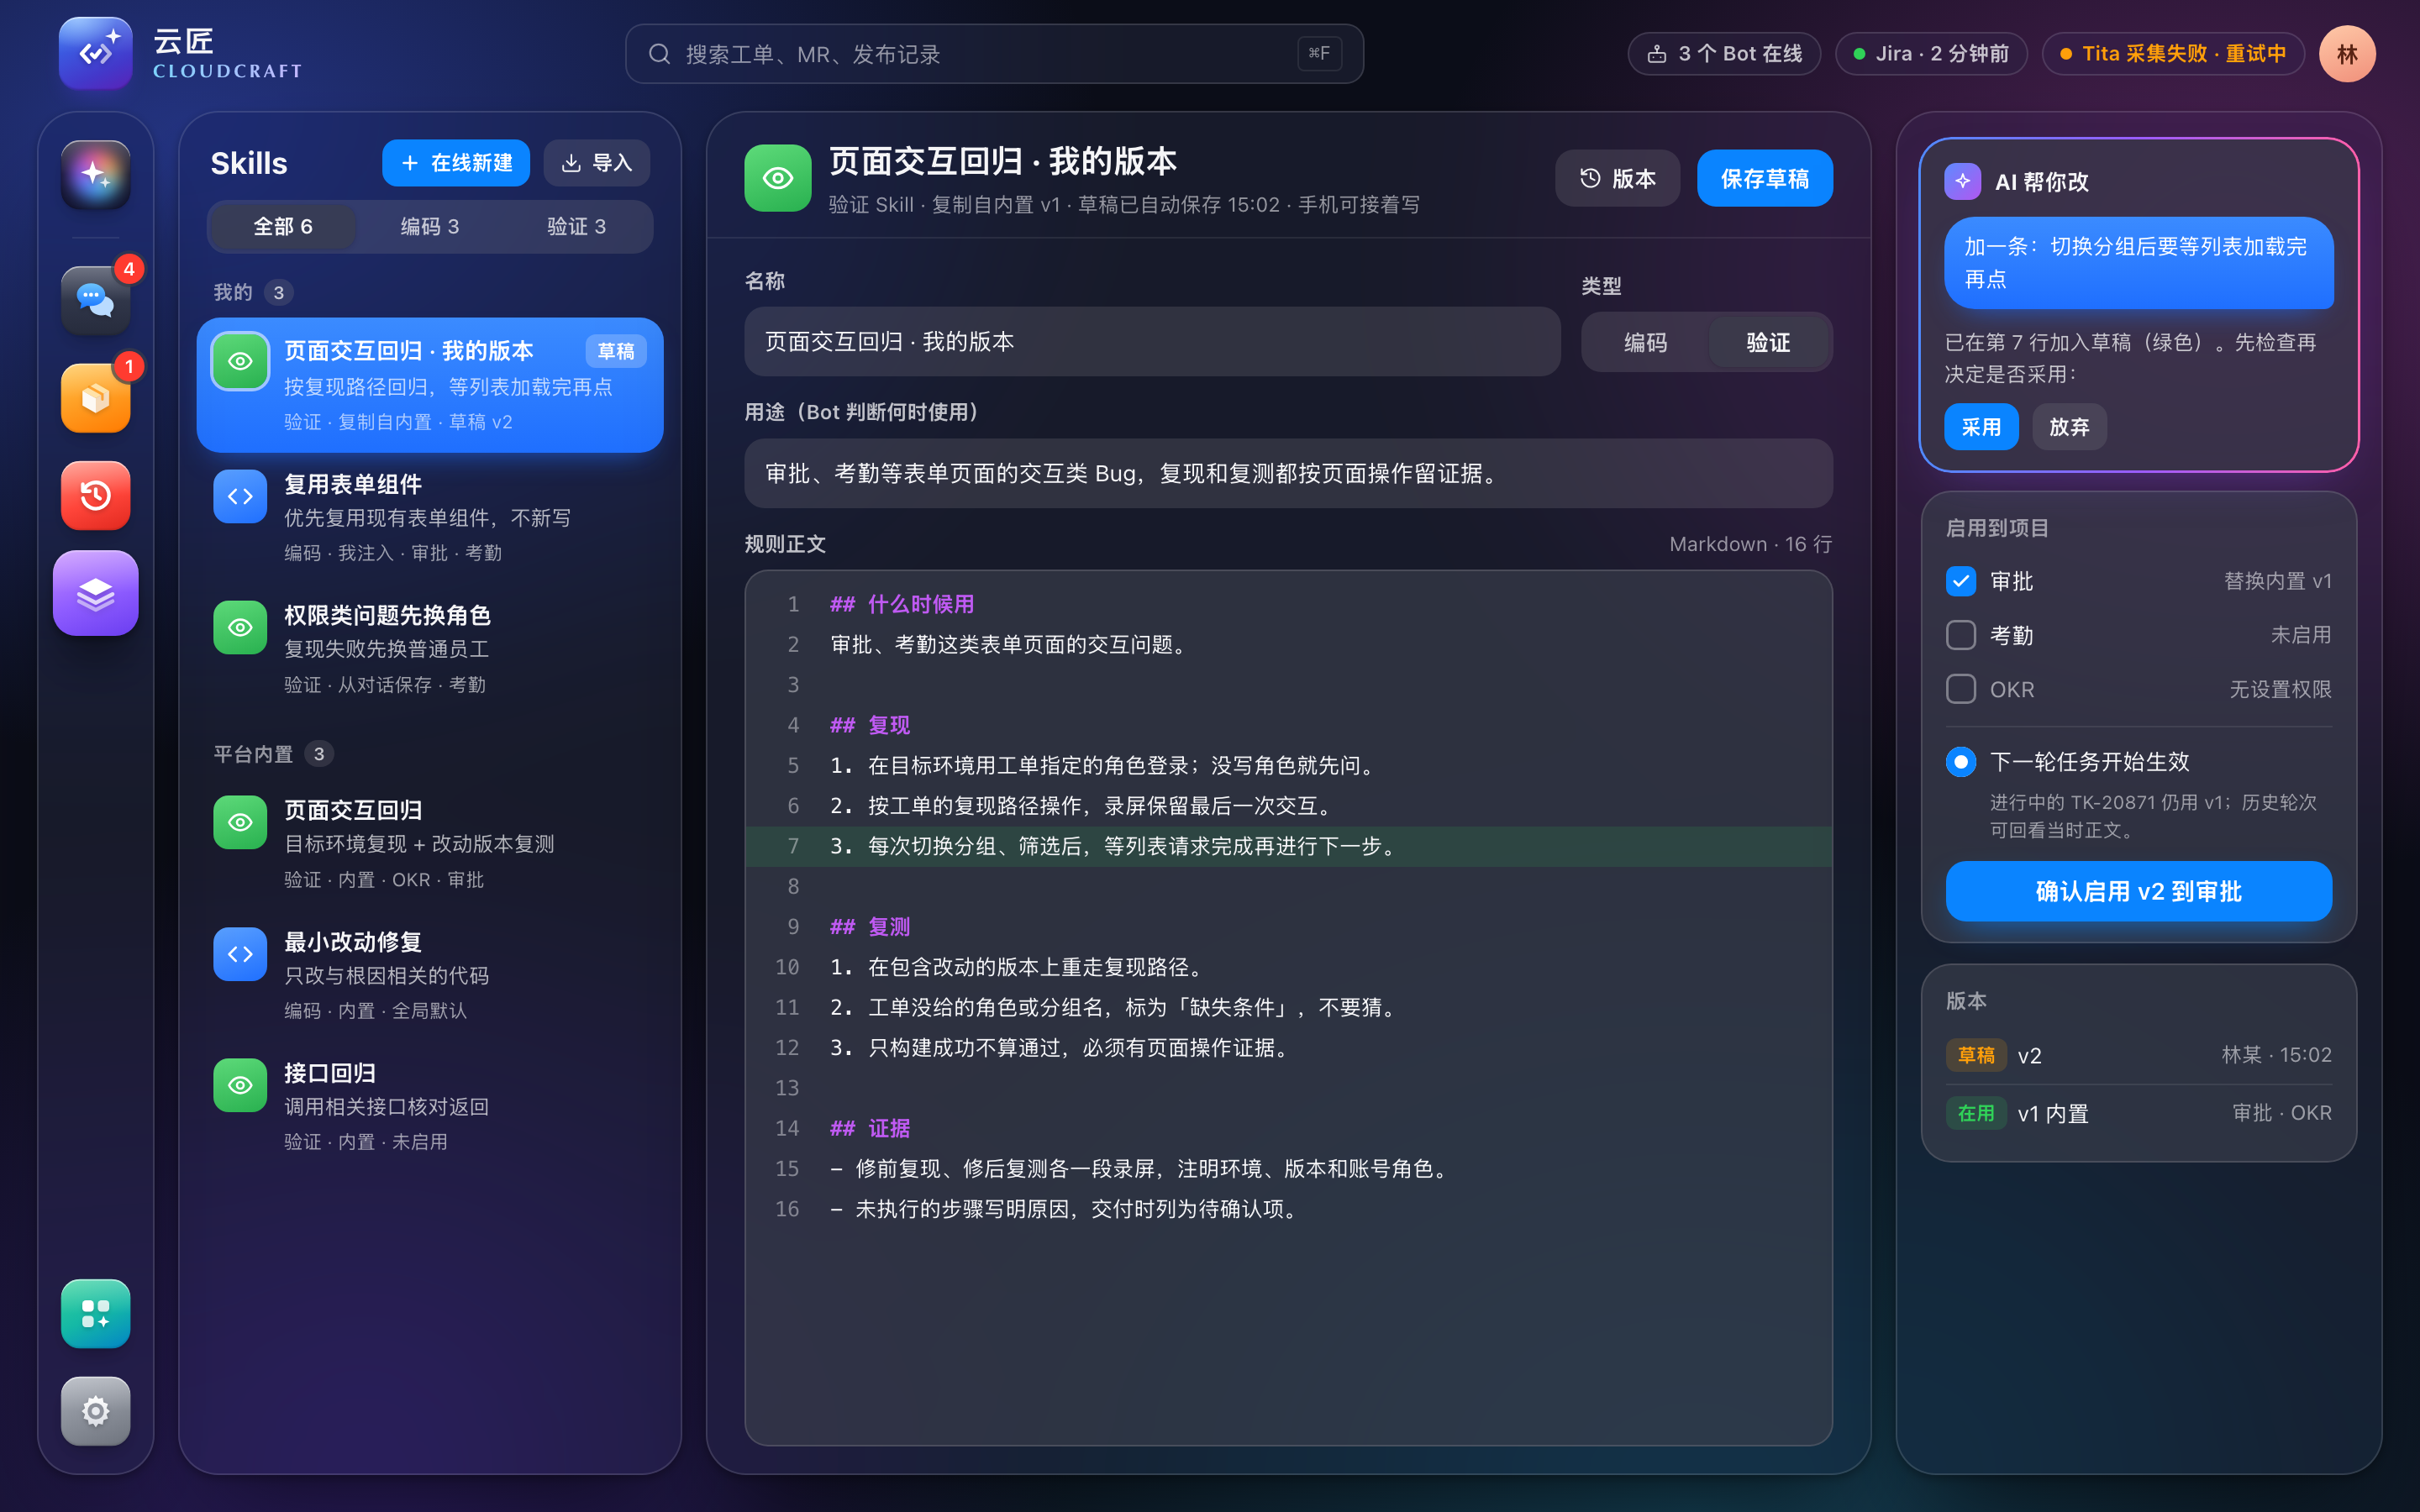 云匠
CLOUDCRAFT
搜索工单、MR、发布记录
⌘F
3 个 Bot 在线
Jira · 2 分钟前
Tita 采集失败 · 重试中
林
4
1
Skills
在线新建
导入
全部 6
编码 3
验证 3
我的 3
页面交互回归 · 我的版本
草稿
按复现路径回归，等列表加载完再点
验证 · 复制自内置 · 草稿 v2
复用表单组件
优先复用现有表单组件，不新写
编码 · 我注入 · 审批 · 考勤
权限类问题先换角色
复现失败先换普通员工
验证 · 从对话保存 · 考勤
平台内置 3
页面交互回归
目标环境复现 + 改动版本复测
验证 · 内置 · OKR · 审批
最小改动修复
只改与根因相关的代码
编码 · 内置 · 全局默认
接口回归
调用相关接口核对返回
验证 · 内置 · 未启用
页面交互回归 · 我的版本
验证 Skill · 复制自内置 v1 · 草稿已自动保存 15:02 · 手机可接着写
版本
保存草稿
名称
页面交互回归 · 我的版本
类型
编码
验证
用途（Bot 判断何时使用）
审批、考勤等表单页面的交互类 Bug，复现和复测都按页面操作留证据。
规则正文
Markdown · 16 行
1 ## 什么时候用
2 审批、考勤这类表单页面的交互问题。
3
4 ## 复现
5 1. 在目标环境用工单指定的角色登录；没写角色就先问。
6 2. 按工单的复现路径操作，录屏保留最后一次交互。
7 3. 每次切换分组、筛选后，等列表请求完成再进行下一步。
8
9 ## 复测
10 1. 在包含改动的版本上重走复现路径。
11 2. 工单没给的角色或分组名，标为「缺失条件」，不要猜。
12 3. 只构建成功不算通过，必须有页面操作证据。
13
14 ## 证据
15 – 修前复现、修后复测各一段录屏，注明环境、版本和账号角色。
16 – 未执行的步骤写明原因，交付时列为待确认项。
AI 帮你改
加一条：切换分组后要等列表加载完
再点
已在第 7 行加入草稿（绿色）。先检查再
决定是否采用：
采用
放弃
启用到项目
审批
替换内置 v1
考勤
未启用
OKR
无设置权限
下一轮任务开始生效
进行中的 TK-20871 仍用 v1；历史轮次
可回看当时正文。
确认启用 v2 到审批
版本
草稿 v2
林某 · 15:02
在用 v1 内置
审批 · OKR